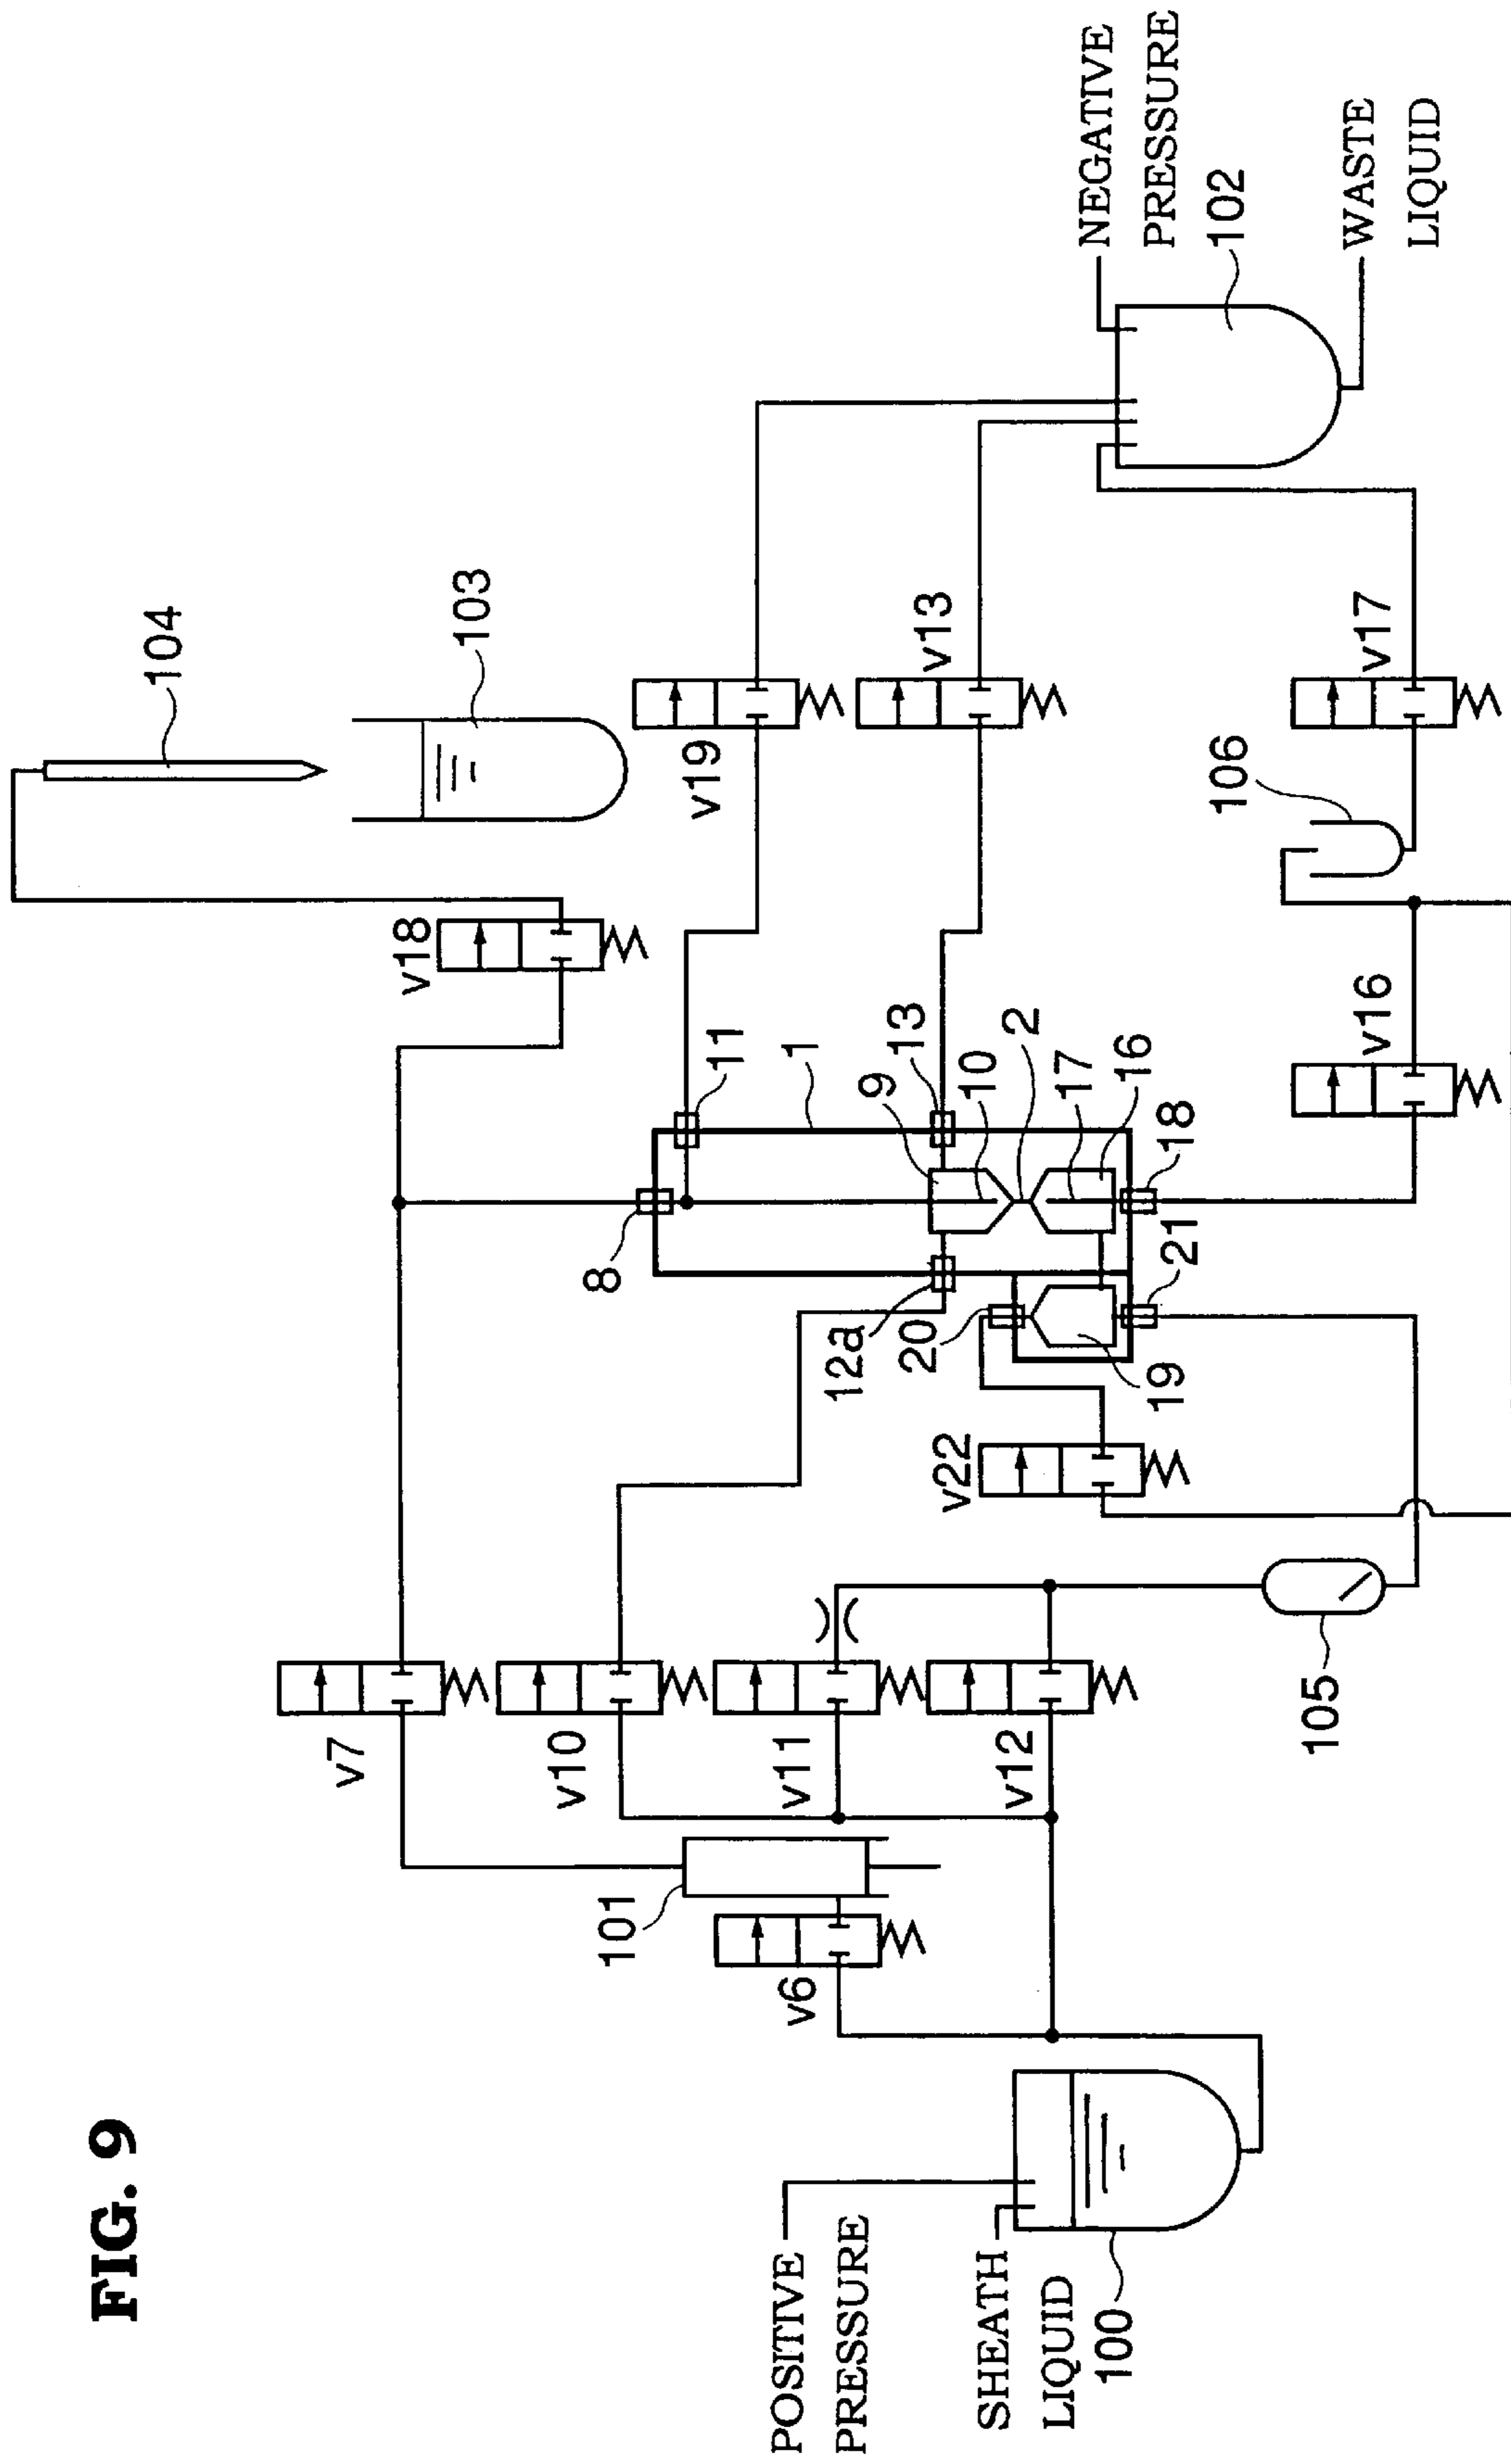 FIG. 9
104
103
v18
v19
v13
NEGATIVE
PRESSURE
102
WASTE
LIQUID
v17
106
v16
11
1
13
9
10
2
17
16
18
21
8
12a
20
19
v22
v7
v10
v11
v12
105
101
v6
POSITIVE
PRESSURE
SHEATH
LIQUID
100